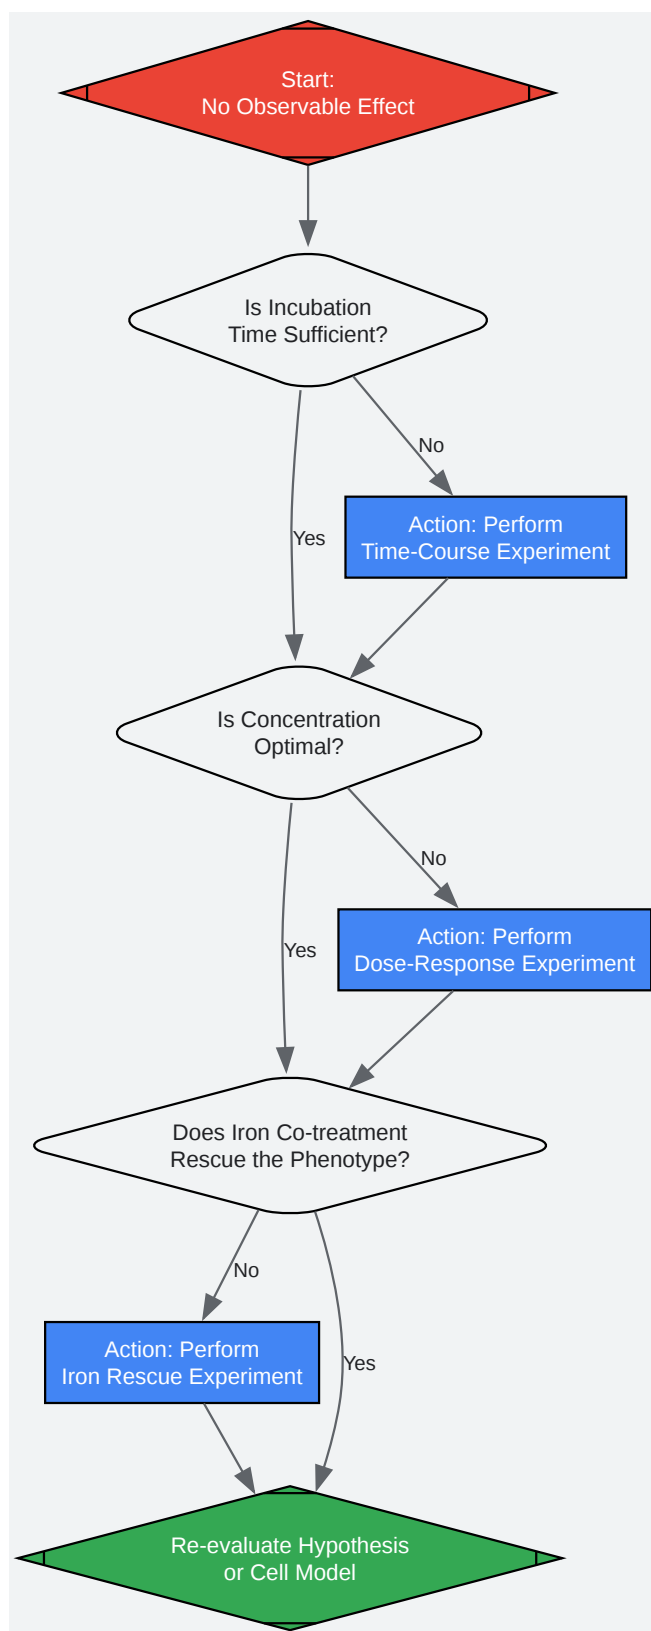 Start:
No Observable Effect
Is Incubation
Time Sufficient?
No
Action: Perform
Time-Course Experiment
Yes
Is Concentration
Optimal?
No
Action: Perform
Dose-Response Experiment
Yes
Does Iron Co-treatment
Rescue the Phenotype?
No
Action: Perform
Iron Rescue Experiment
Yes
Re-evaluate Hypothesis
or Cell Model